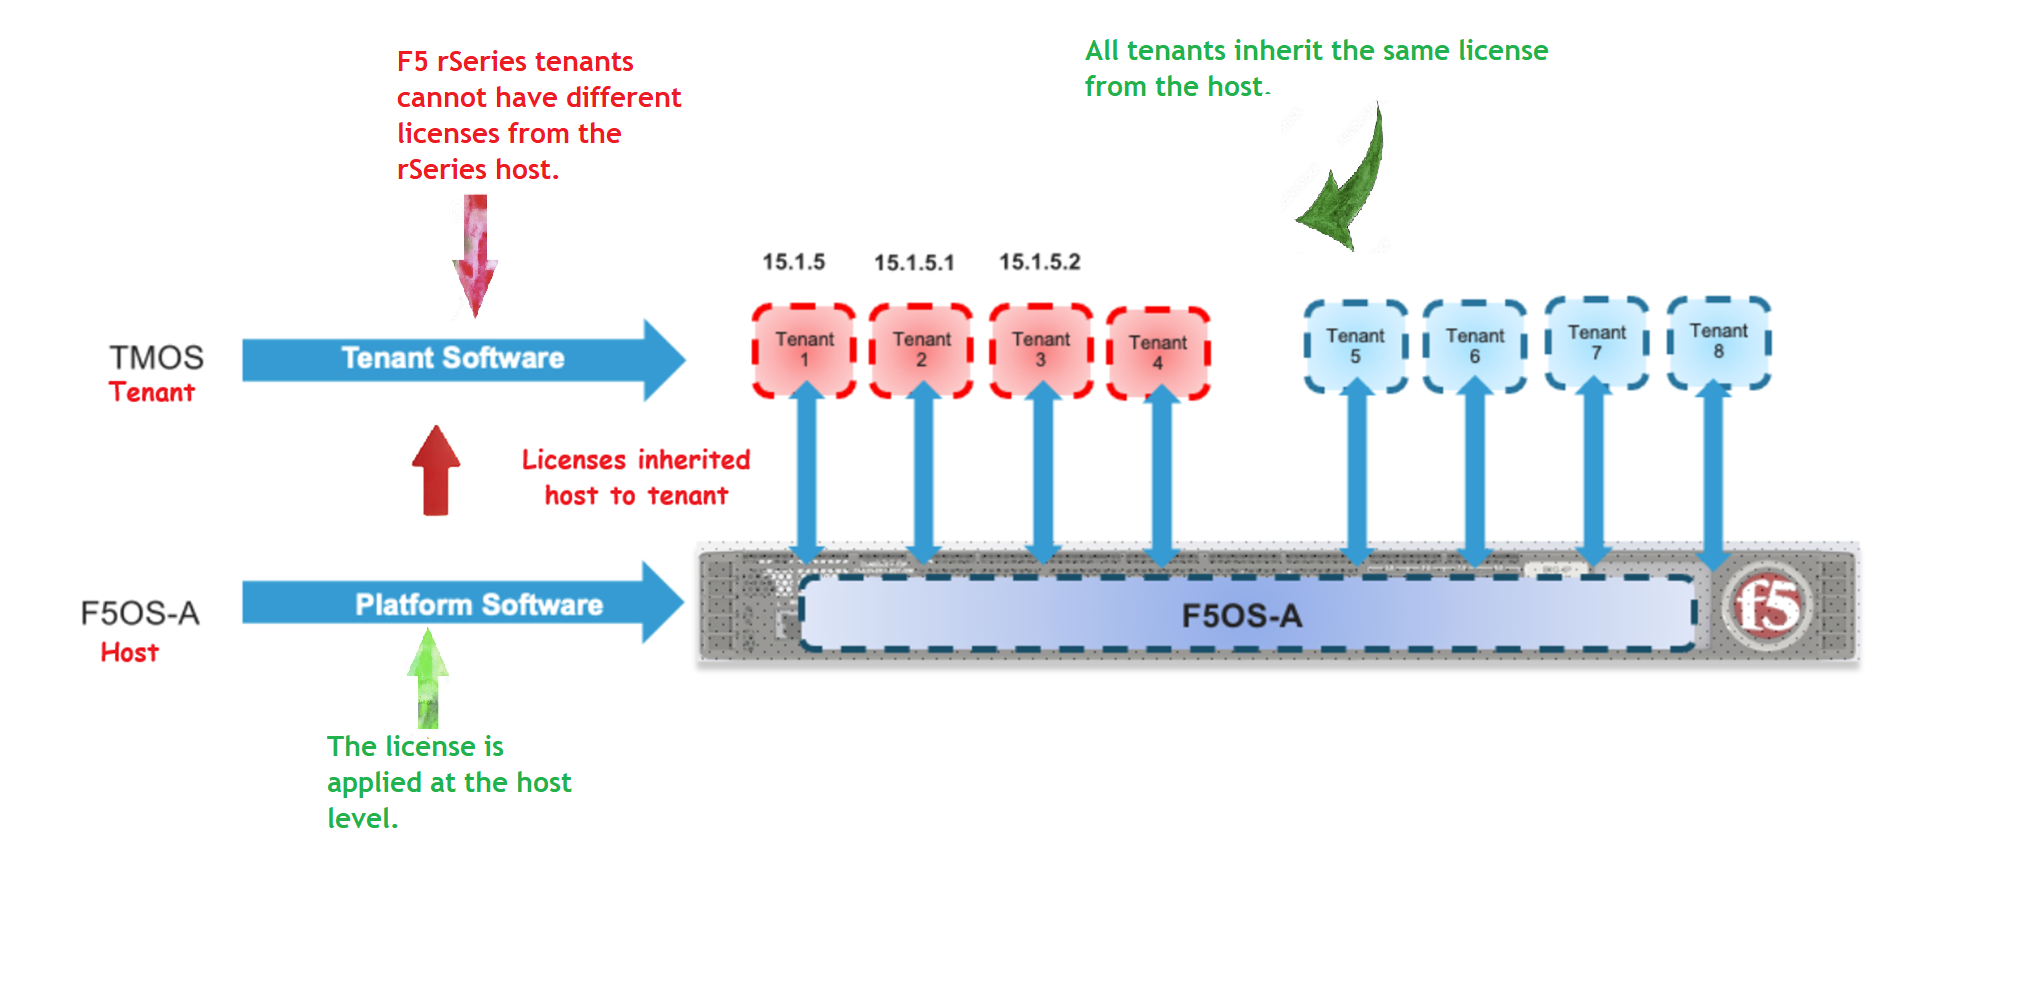 F5 rSeries tenants
cannot have different
licenses from the
rSeries host.
All tenants inherit the same license
from the host.
15.1.5
15.1.5.1
15.1.5.2
TMOS
Tenant
Tenant Software
Tenant
1
Tenant
2
Tenant
3
Tenant
4
Tenant
5
Tenant
6
Tenant
7
Tenant
8
Licenses inherited
host to tenant
F5OS-A
Host
Platform Software
F5OS-A
f5
The license is
applied at the host
level.